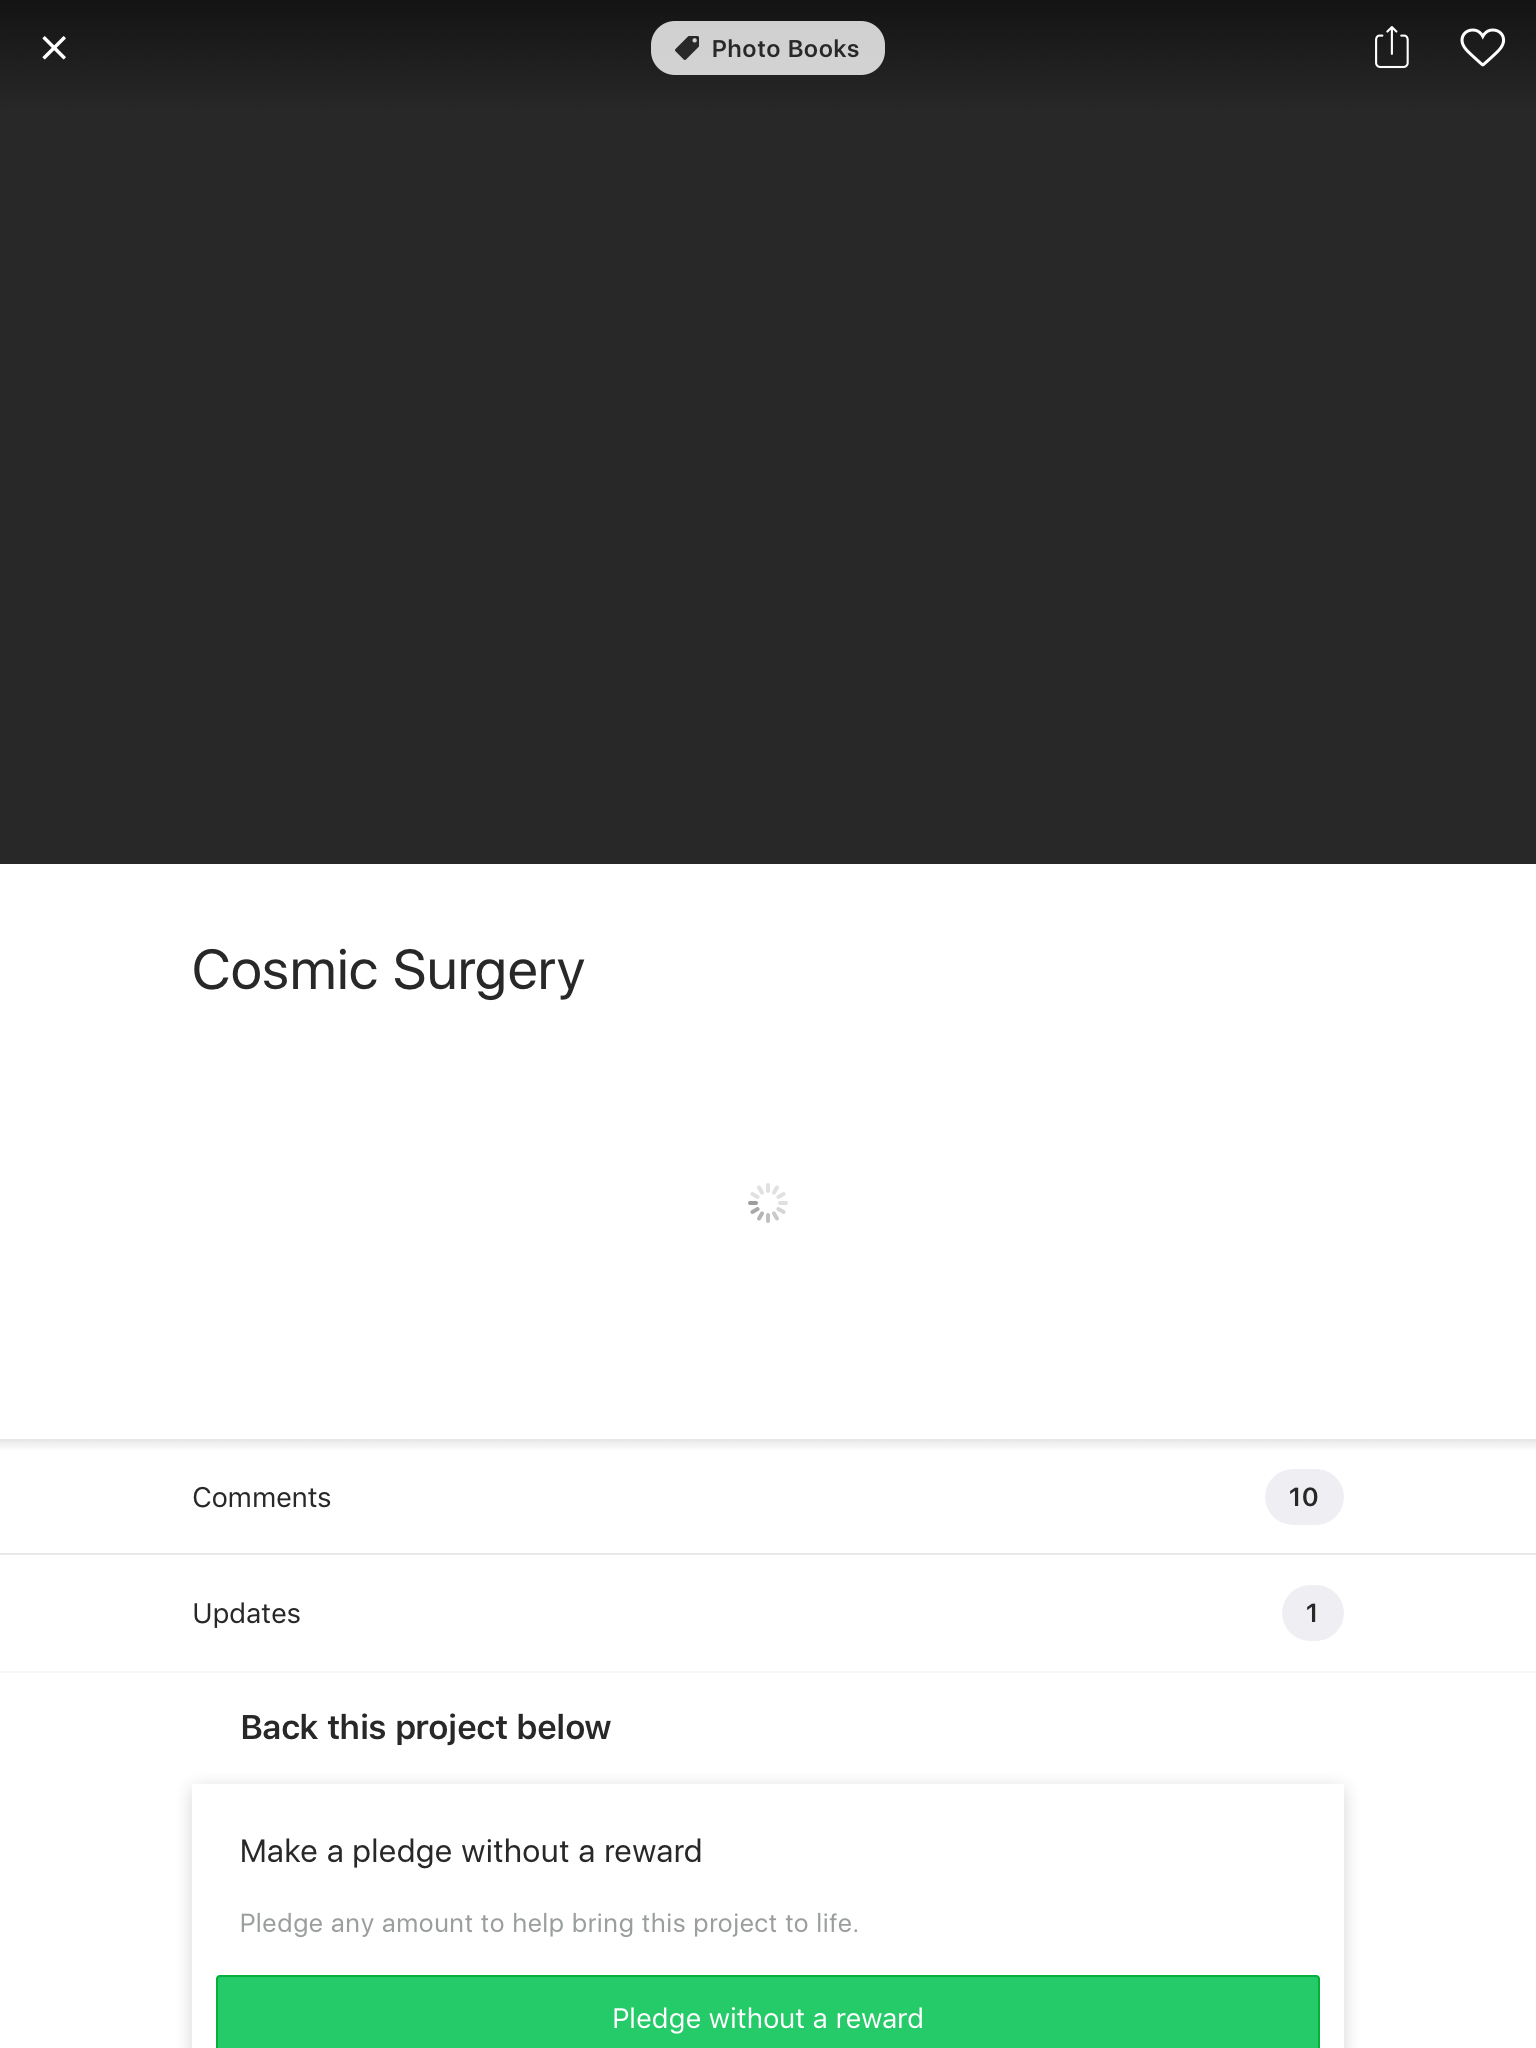 Photo Books
Cosmic Surgery
Comments
10
Updates
1
Back this project below
Make a pledge without a reward
Pledge any amount to help bring this project to life.
Pledge without a reward